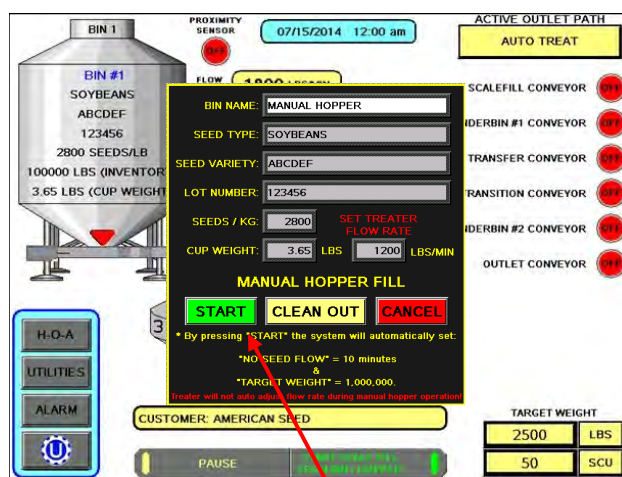 BIN 1
PROXIMITY
SENSOR
OFF
07/15/2014 12:00 am
ACTIVE OUTLET PATH
AUTO TREAT
BIN #1
SOYBEANS
ABCDEF
123456
2800 SEEDS/LB
100000 LBS (INVENTOR
3.65 LBS (CUP WEIGHT
FLOW
1800
SCALEFILL CONVEYOR OFF
NDERBIN #1 CONVEYOR OFF
TRANSFER CONVEYOR OFF
RANSITION CONVEYOR OFF
NDERBIN #2 CONVEYOR OFF
OUTLET CONVEYOR OFF
BIN NAME: MANUAL HOPPER
SEED TYPE: SOYBEANS
SEED VARIETY: ABCDEF
LOT NUMBER: 123456
SEEDS / KG: 2800
SET TREATER
FLOW RATE
CUP WEIGHT: 3.65 LBS 1200 LBS/MIN
MANUAL HOPPER FILL
START CLEAN OUT CANCEL
* By pressing "START" the system will automatically set:
"NO SEED FLOW" = 10 minutes
&
"TARGET WEIGHT" = 1,000,000.
Treater will not auto adjust flow rate during manual hopper operation!
3
H-O-A
UTILITIES
ALARM
U
CUSTOMER: AMERICAN SEED
PAUSE
TARGET WEIGHT
2500 LBS
50 SCU